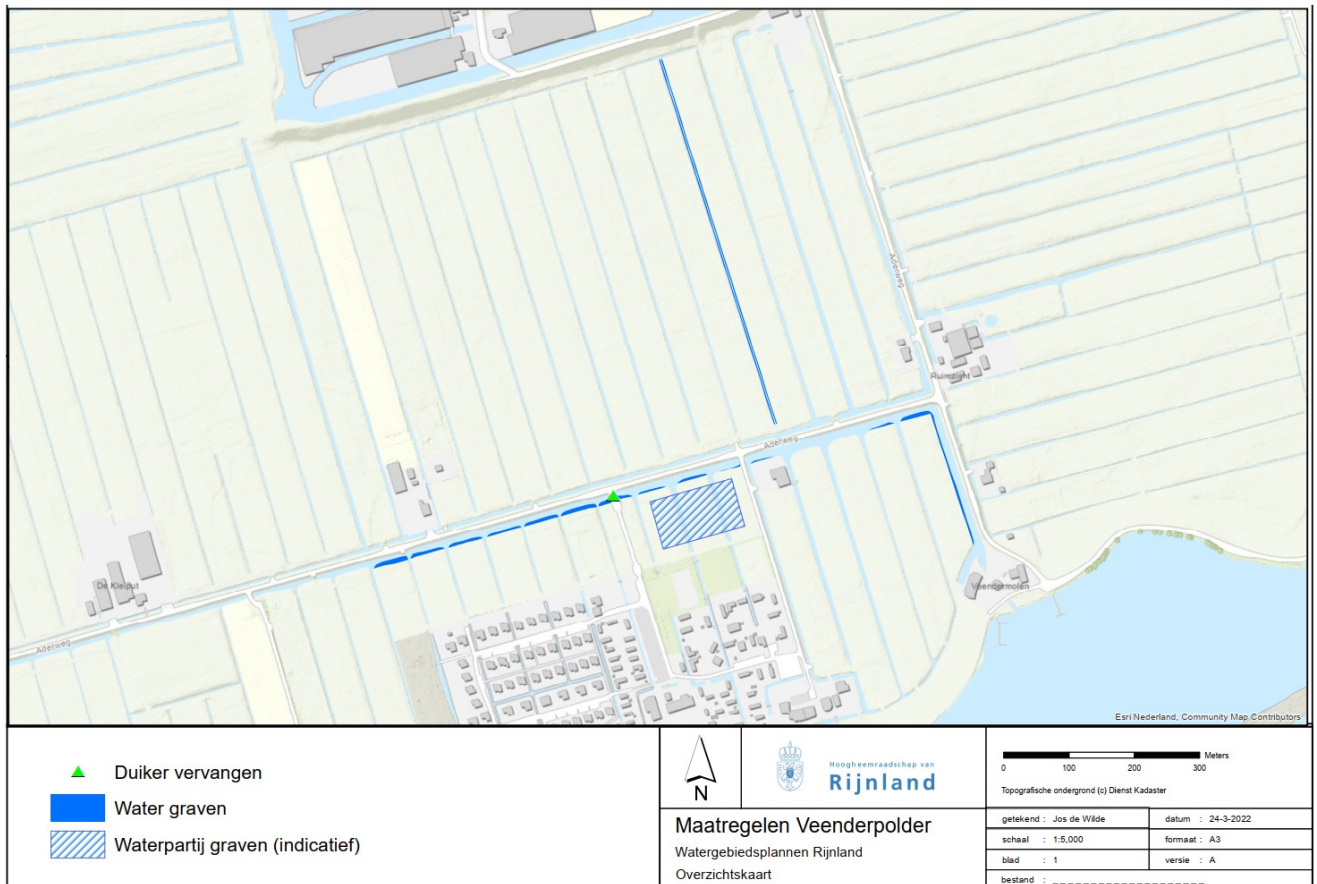 Aderweg
Ruimzicht
Aderweg
De Kleiput
Veendermolen
Aderweg
Esri Nederland, Community Map Contributors
Duiker vervangen
Water graven
Waterpartij graven (indicatief)
N
Hoogheemraadschap van
Rijnland
Meters
0 100 200 300
Topografische ondergrond (c) Dienst Kadaster
Maatregelen Veenderpolder
Watergebiedsplannen Rijnland
Overzichtskaart
getekend : Jos de Wilde datum : 24-3-2022
schaal : 1:5,000 formaat : A3
blad : 1 versie : A
bestand :